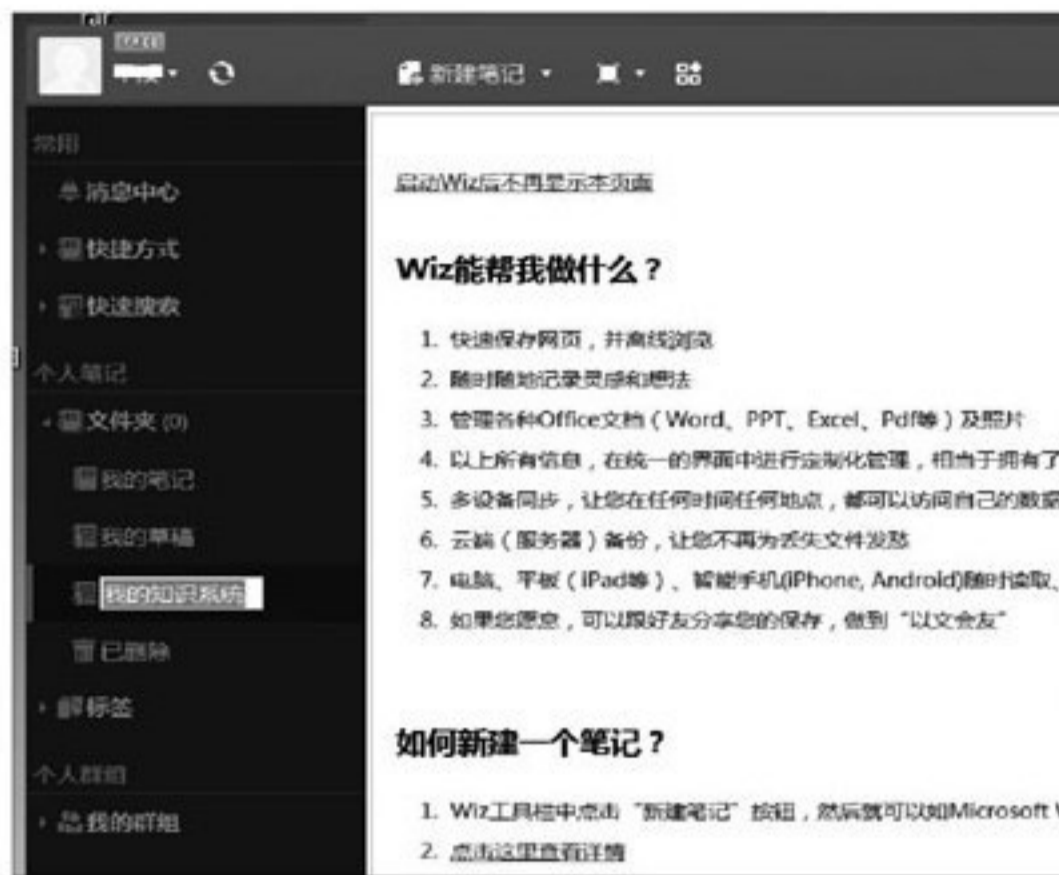 新建笔记
常用
消息中心
快捷方式
快速搜索
个人笔记
文件夹 (0)
我的笔记
我的草稿
我的知识系统
已删除
标签
个人群组
我的群组
启动Wiz后不再显示本页面
Wiz能帮我做什么？
1. 快速保存网页，并离线浏览
2. 随时随地记录灵感和想法
3. 管理各种Office文档（Word、PPT、Excel、Pdf等）及照片
4. 以上所有信息，在统一的界面中进行定制化管理，相当于拥有了
5. 多设备同步，让您在任何时间任何地点，都可以访问自己的数据
6. 云端（服务器）备份，让您不再为丢失文件发愁
7. 电脑、平板（iPad等）、智能手机(iPhone, Android)随时读取、
8. 如果您愿意，可以跟好友分享您的保存，做到“以文会友”
如何新建一个笔记？
1. Wiz工具栏中点击“新建笔记”按钮，然后就可以如Microsoft
2. 点击这里查看详情